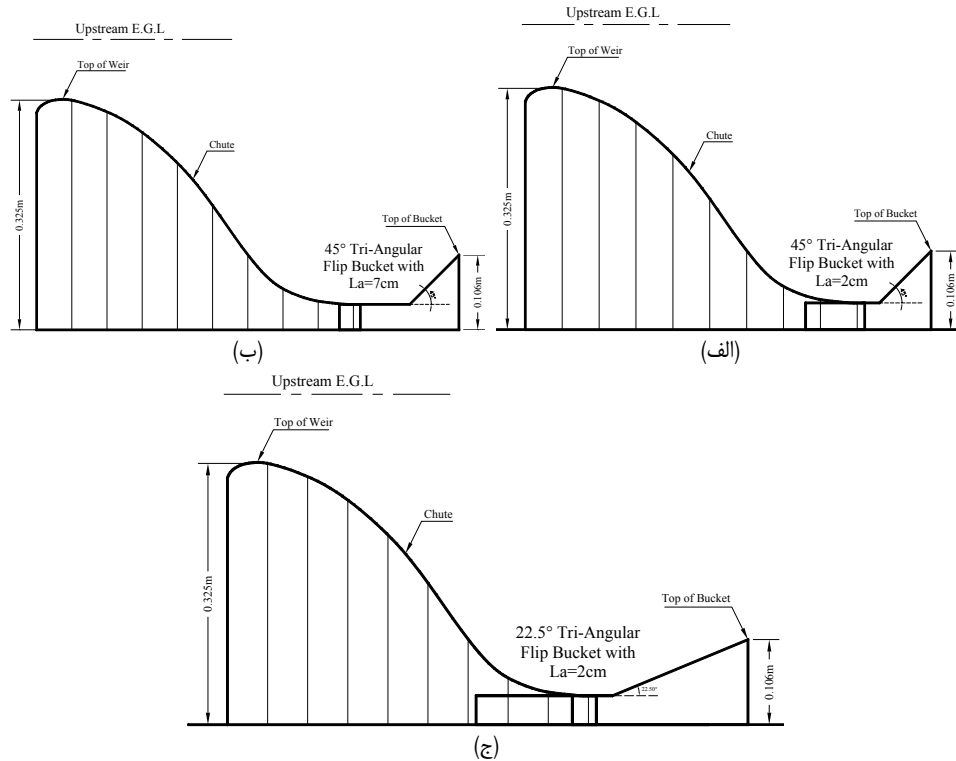 Upstream E.G.L
Top of Weir
Chute
0.325m
Top of Bucket
45° Tri-Angular
Flip Bucket with
La=7cm
45°
0.106m
(ب)
Upstream E.G.L
Top of Weir
Chute
0.325m
Top of Bucket
45° Tri-Angular
Flip Bucket with
La=2cm
45°
0.106m
(الف)
Upstream E.G.L
Top of Weir
Chute
0.325m
Top of Bucket
22.5° Tri-Angular
Flip Bucket with
La=2cm
22.50°
0.106m
(ج)